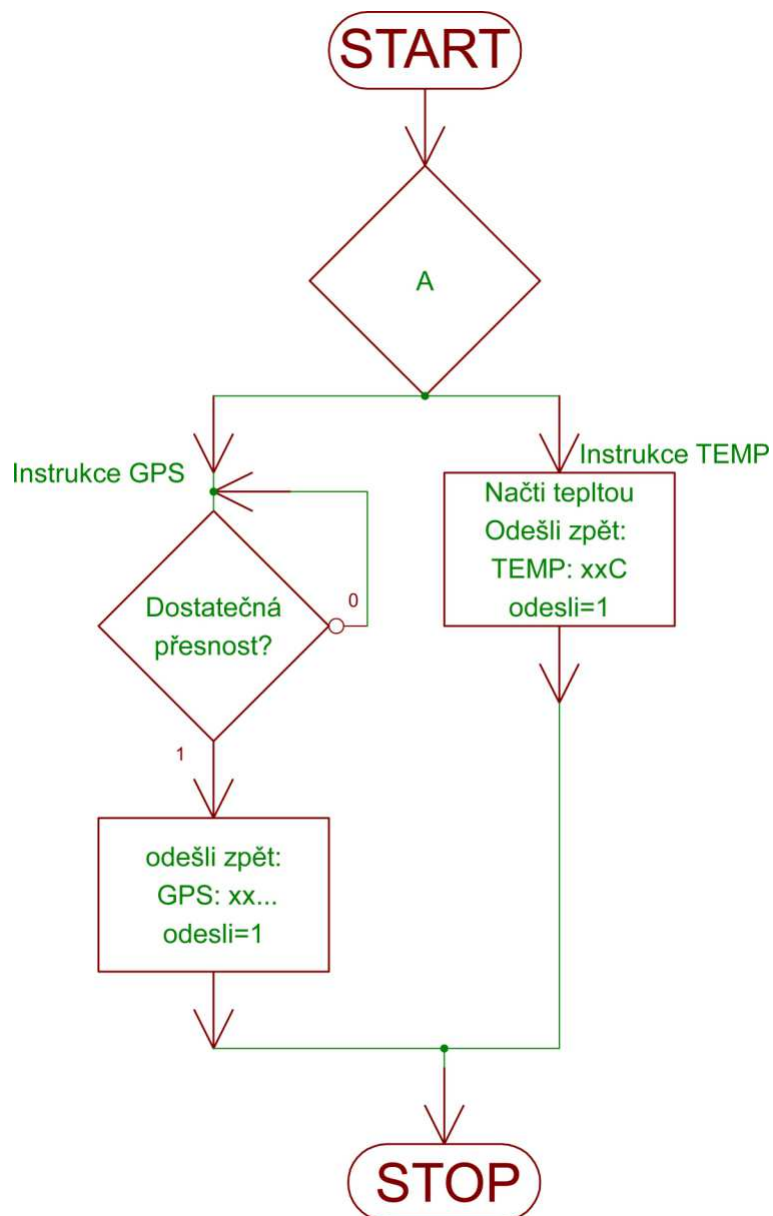 START
A
Instrukce GPS
Instrukce TEMP
Načti tepltou
Odešli zpět:
TEMP: xxC
odesli=1
Dostatečná
přesnost?
0
1
odešli zpět:
GPS: xx...
odesli=1
STOP